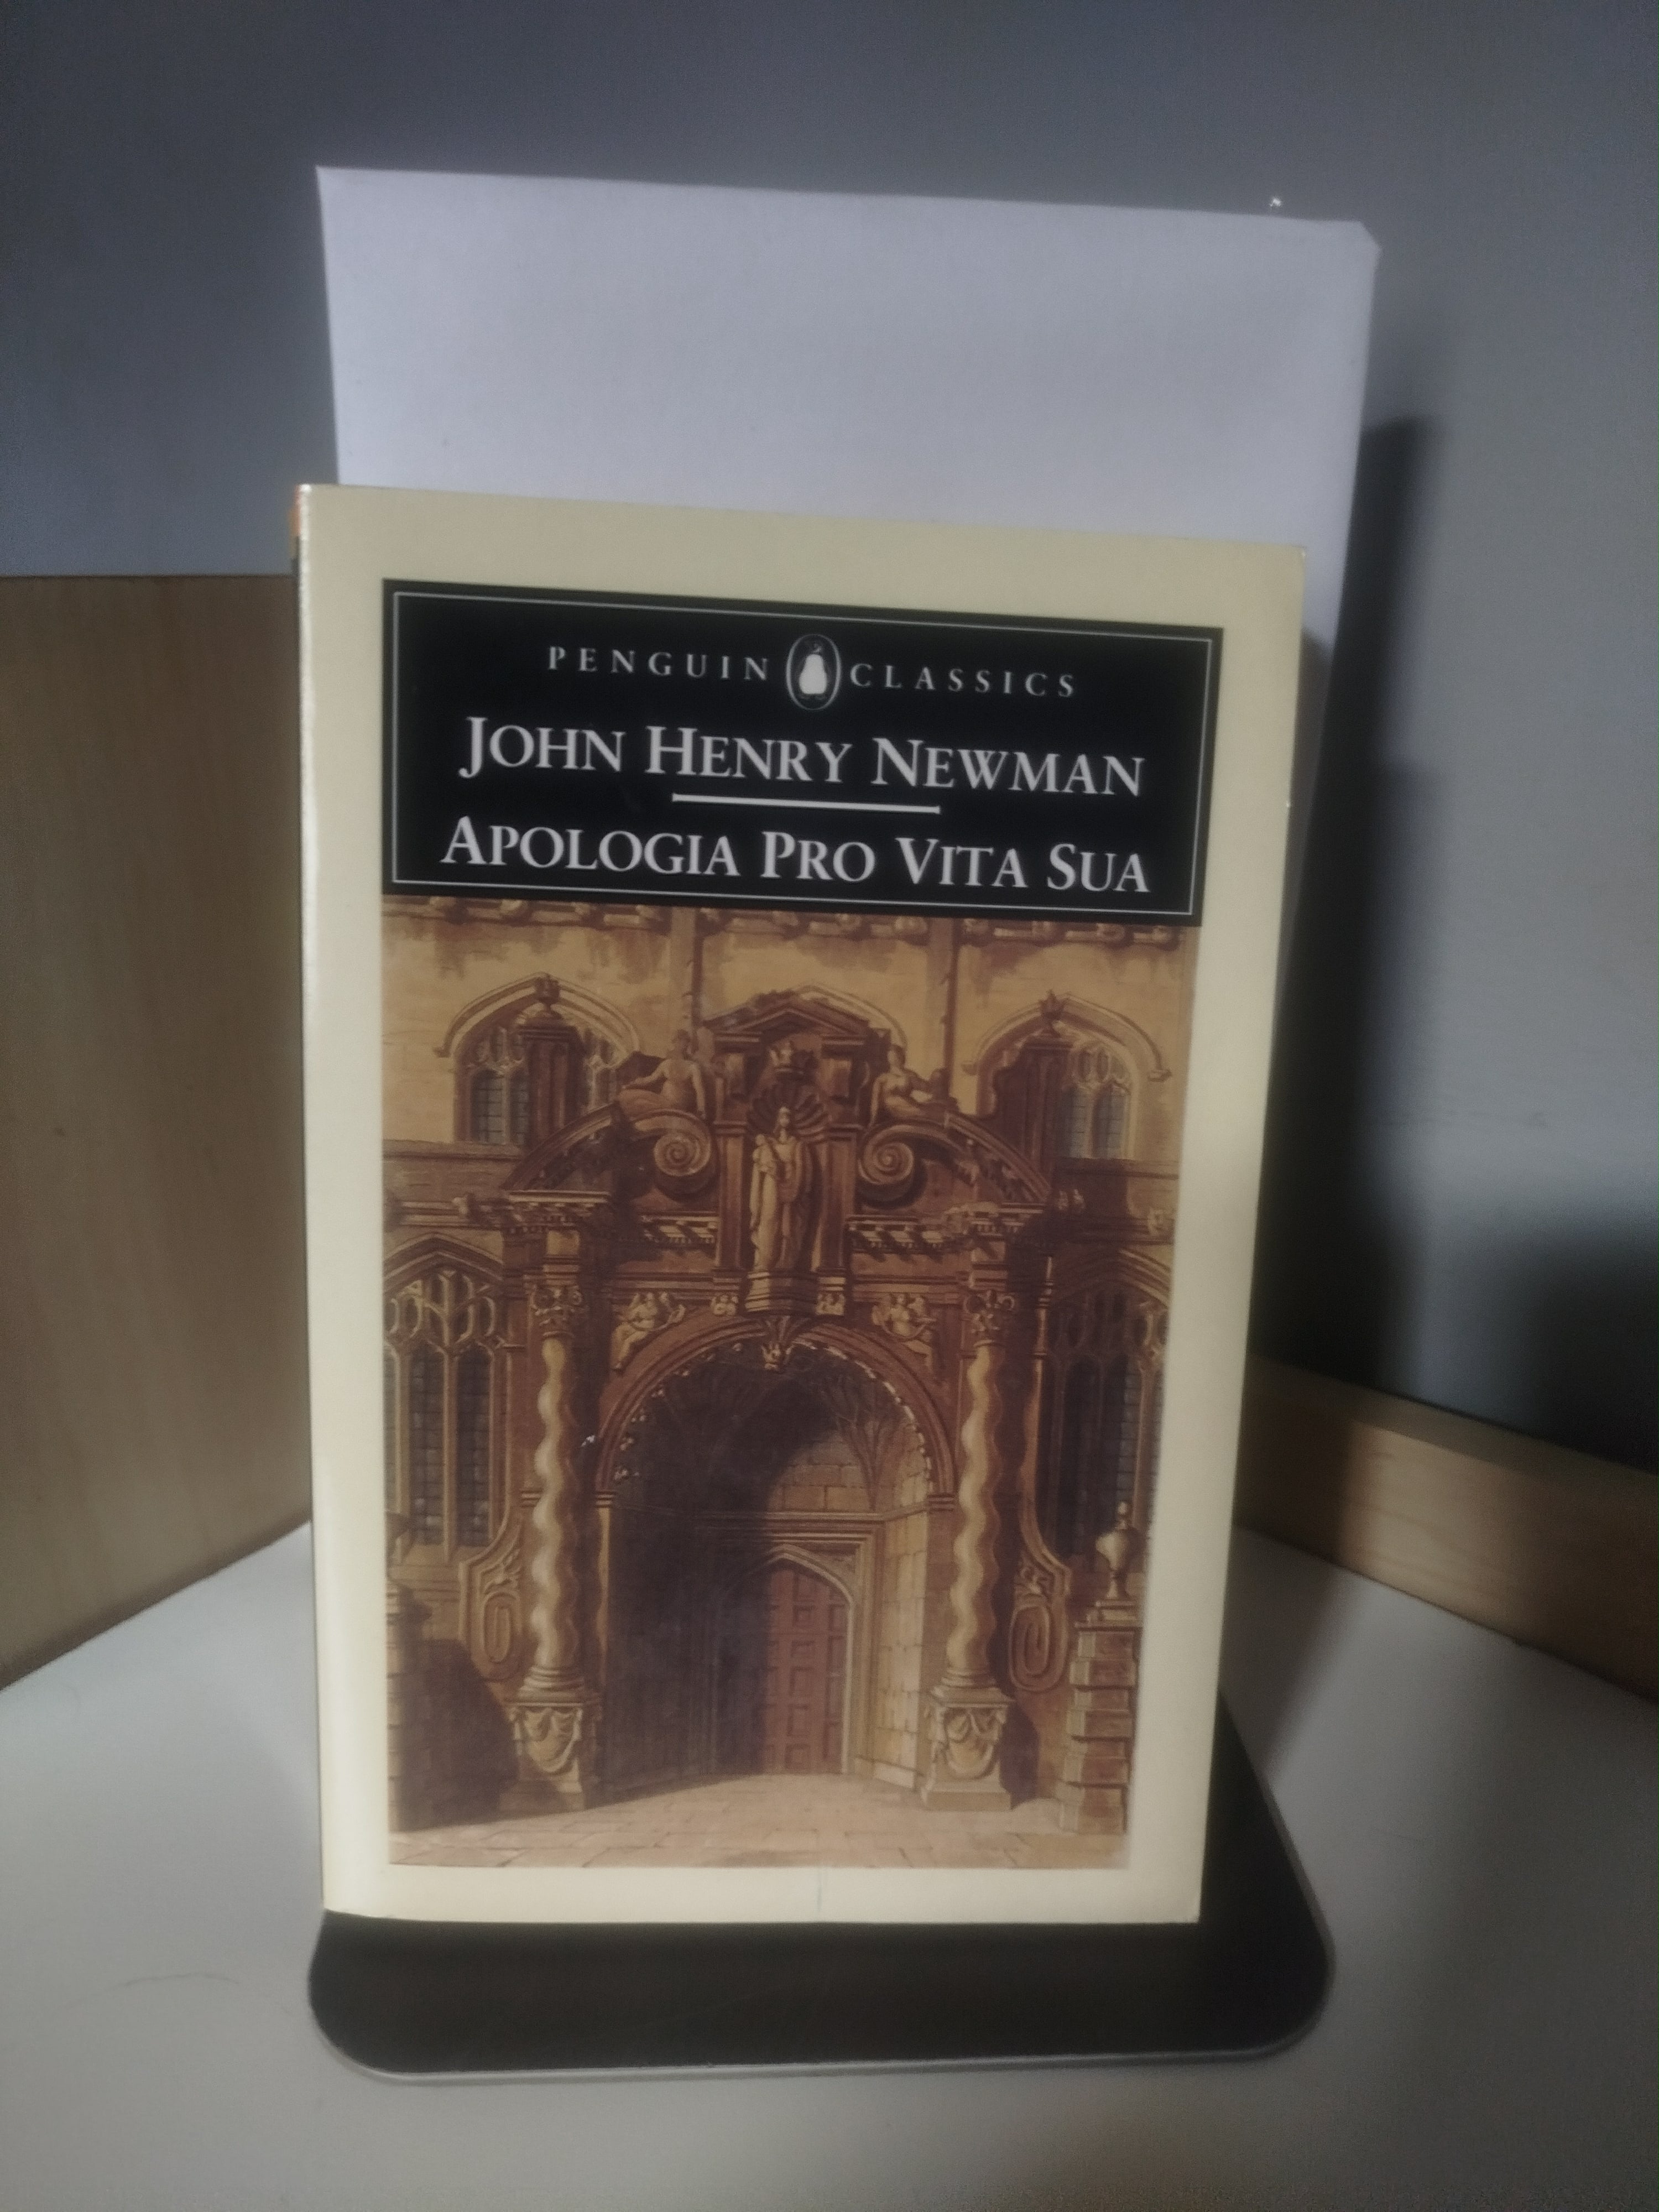 PENGUIN CLASSICS
JOHN HENRY NEWMAN
APOLOGIA PRO VITA SUA